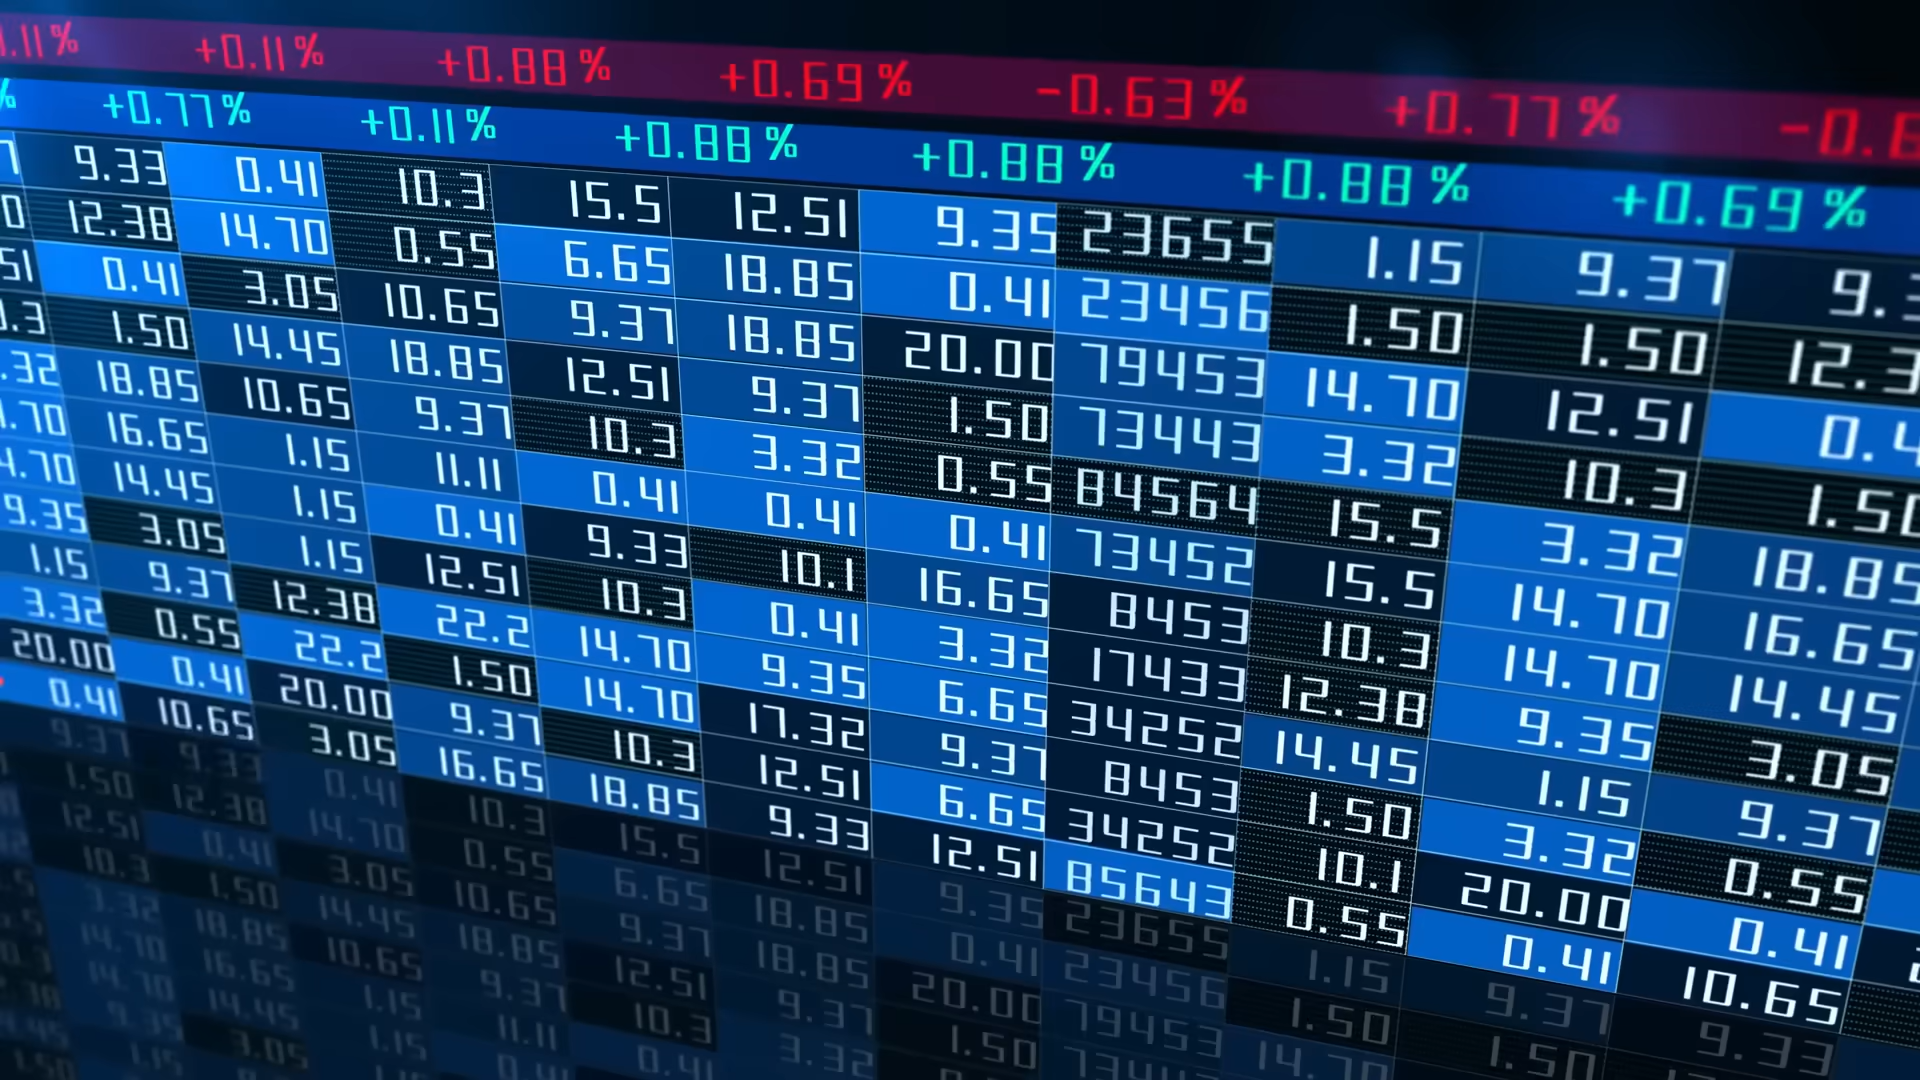 .11% +0.11% +0.88% +0.69% -0.63% +0.77% -0.6
% +0.77% +0.11% +0.88% +0.88% +0.88% +0.69%
7 9.33 0.41 10.3 15.5 12.51 9.35 23655 1.15 9.37 9.3
0 12.38 14.70 0.55 6.65 18.85 0.41 23456 1.50 1.50 12.3
51 0.41 3.05 10.65 9.37 18.85 20.00 79453 14.70 12.51 0.4
.3 1.50 14.45 18.85 12.51 9.37 1.50 73443 3.32 10.3 1.50
.32 18.85 10.65 9.37 10.3 3.32 0.55 84564 15.5 3.32 18.85
.70 16.65 1.15 11.11 0.41 0.41 0.41 73452 15.5 14.70 16.65
4.70 14.45 1.15 0.41 9.33 10.1 16.65 8453 10.3 14.70 14.45
9.35 3.05 1.15 12.51 10.3 0.41 3.32 17433 12.38 9.35 3.05
1.15 9.37 12.38 22.2 14.70 9.35 6.65 34252 14.45 1.15 9.37
3.32 0.55 22.2 1.50 14.70 17.32 9.37 8453 1.50 3.32 0.55
20.00 0.41 20.00 9.37 10.3 12.51 6.65 34252 10.1 20.00 0.41
0.41 10.65 3.05 16.65 18.85 9.33 12.51 85643 0.55 0.41 10.65
9.37 9.33 0.41 10.3 15.5 12.51 9.35 23655 1.15 9.37 9.33
1.50 12.38 14.70 0.55 6.65 18.85 0.41 23456 1.50 1.50
12.51 0.41 3.05 10.65 9.37 18.85 20.00 79453 14.70
10.3 1.50 14.45 18.85 12.51 9.37 1.50 73443